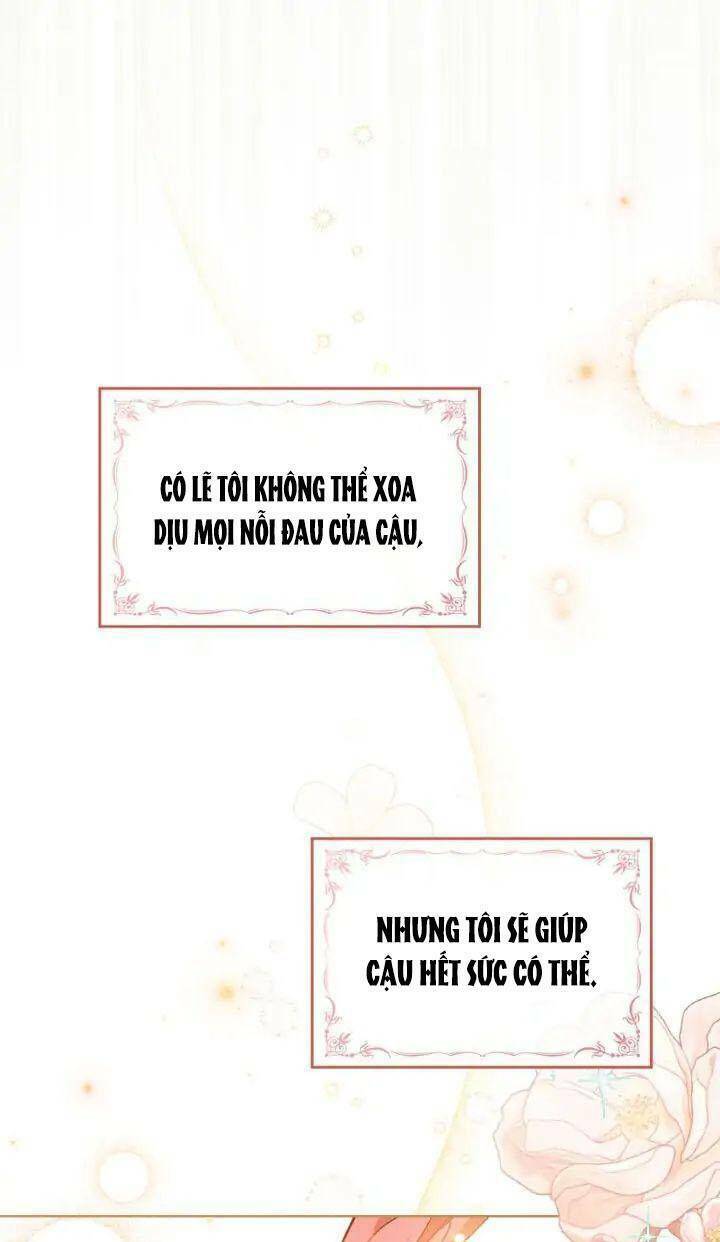 CÓ LẼ TÔI KHÔNG THỂ XOA
DỊU MỌI NỖI ĐAU CỦA CẬU,
NHƯNG TÔI SẼ GIÚP
CẬU HẾT SỨC CÓ THỂ.